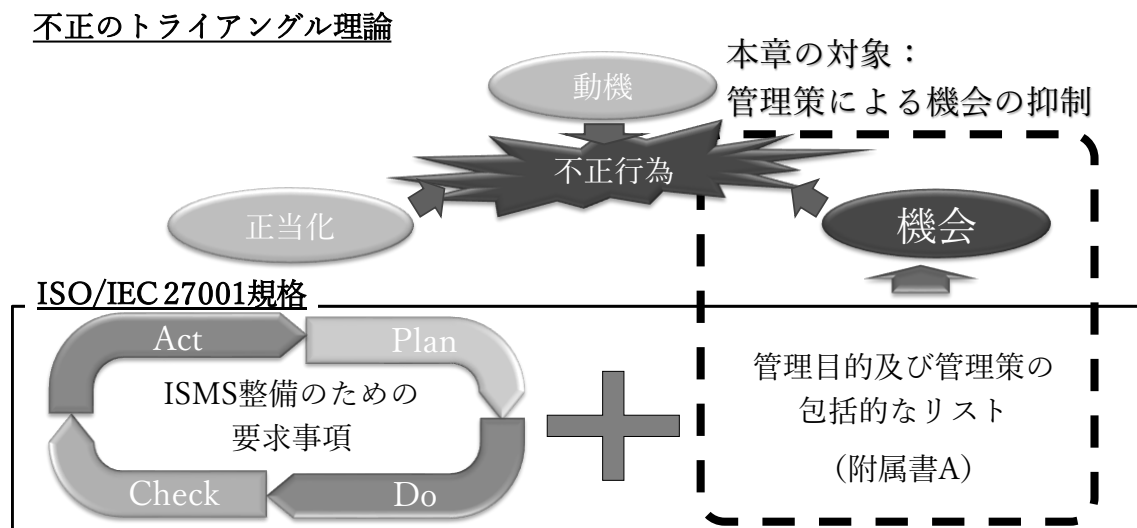 不正のトライアングル理論
本章の対象：
管理策による機会の抑制
動機
不正行為
正当化
機会
ISO/IEC 27001規格
Act
Plan
ISMS整備のための
要求事項
Check
Do
管理目的及び管理策の
包括的なリスト
（附属書A）